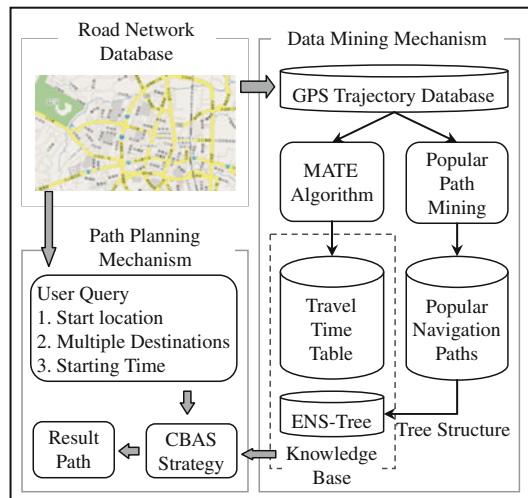 Road Network
Database
Data Mining Mechanism
GPS Trajectory Database
MATE
Algorithm
Popular
Path
Mining
Path Planning
Mechanism
User Query
1. Start location
2. Multiple Destinations
3. Starting Time
Travel
Time
Table
Popular
Navigation
Paths
ENS-Tree
Tree Structure
Knowledge
Base
CBAS
Strategy
Result
Path